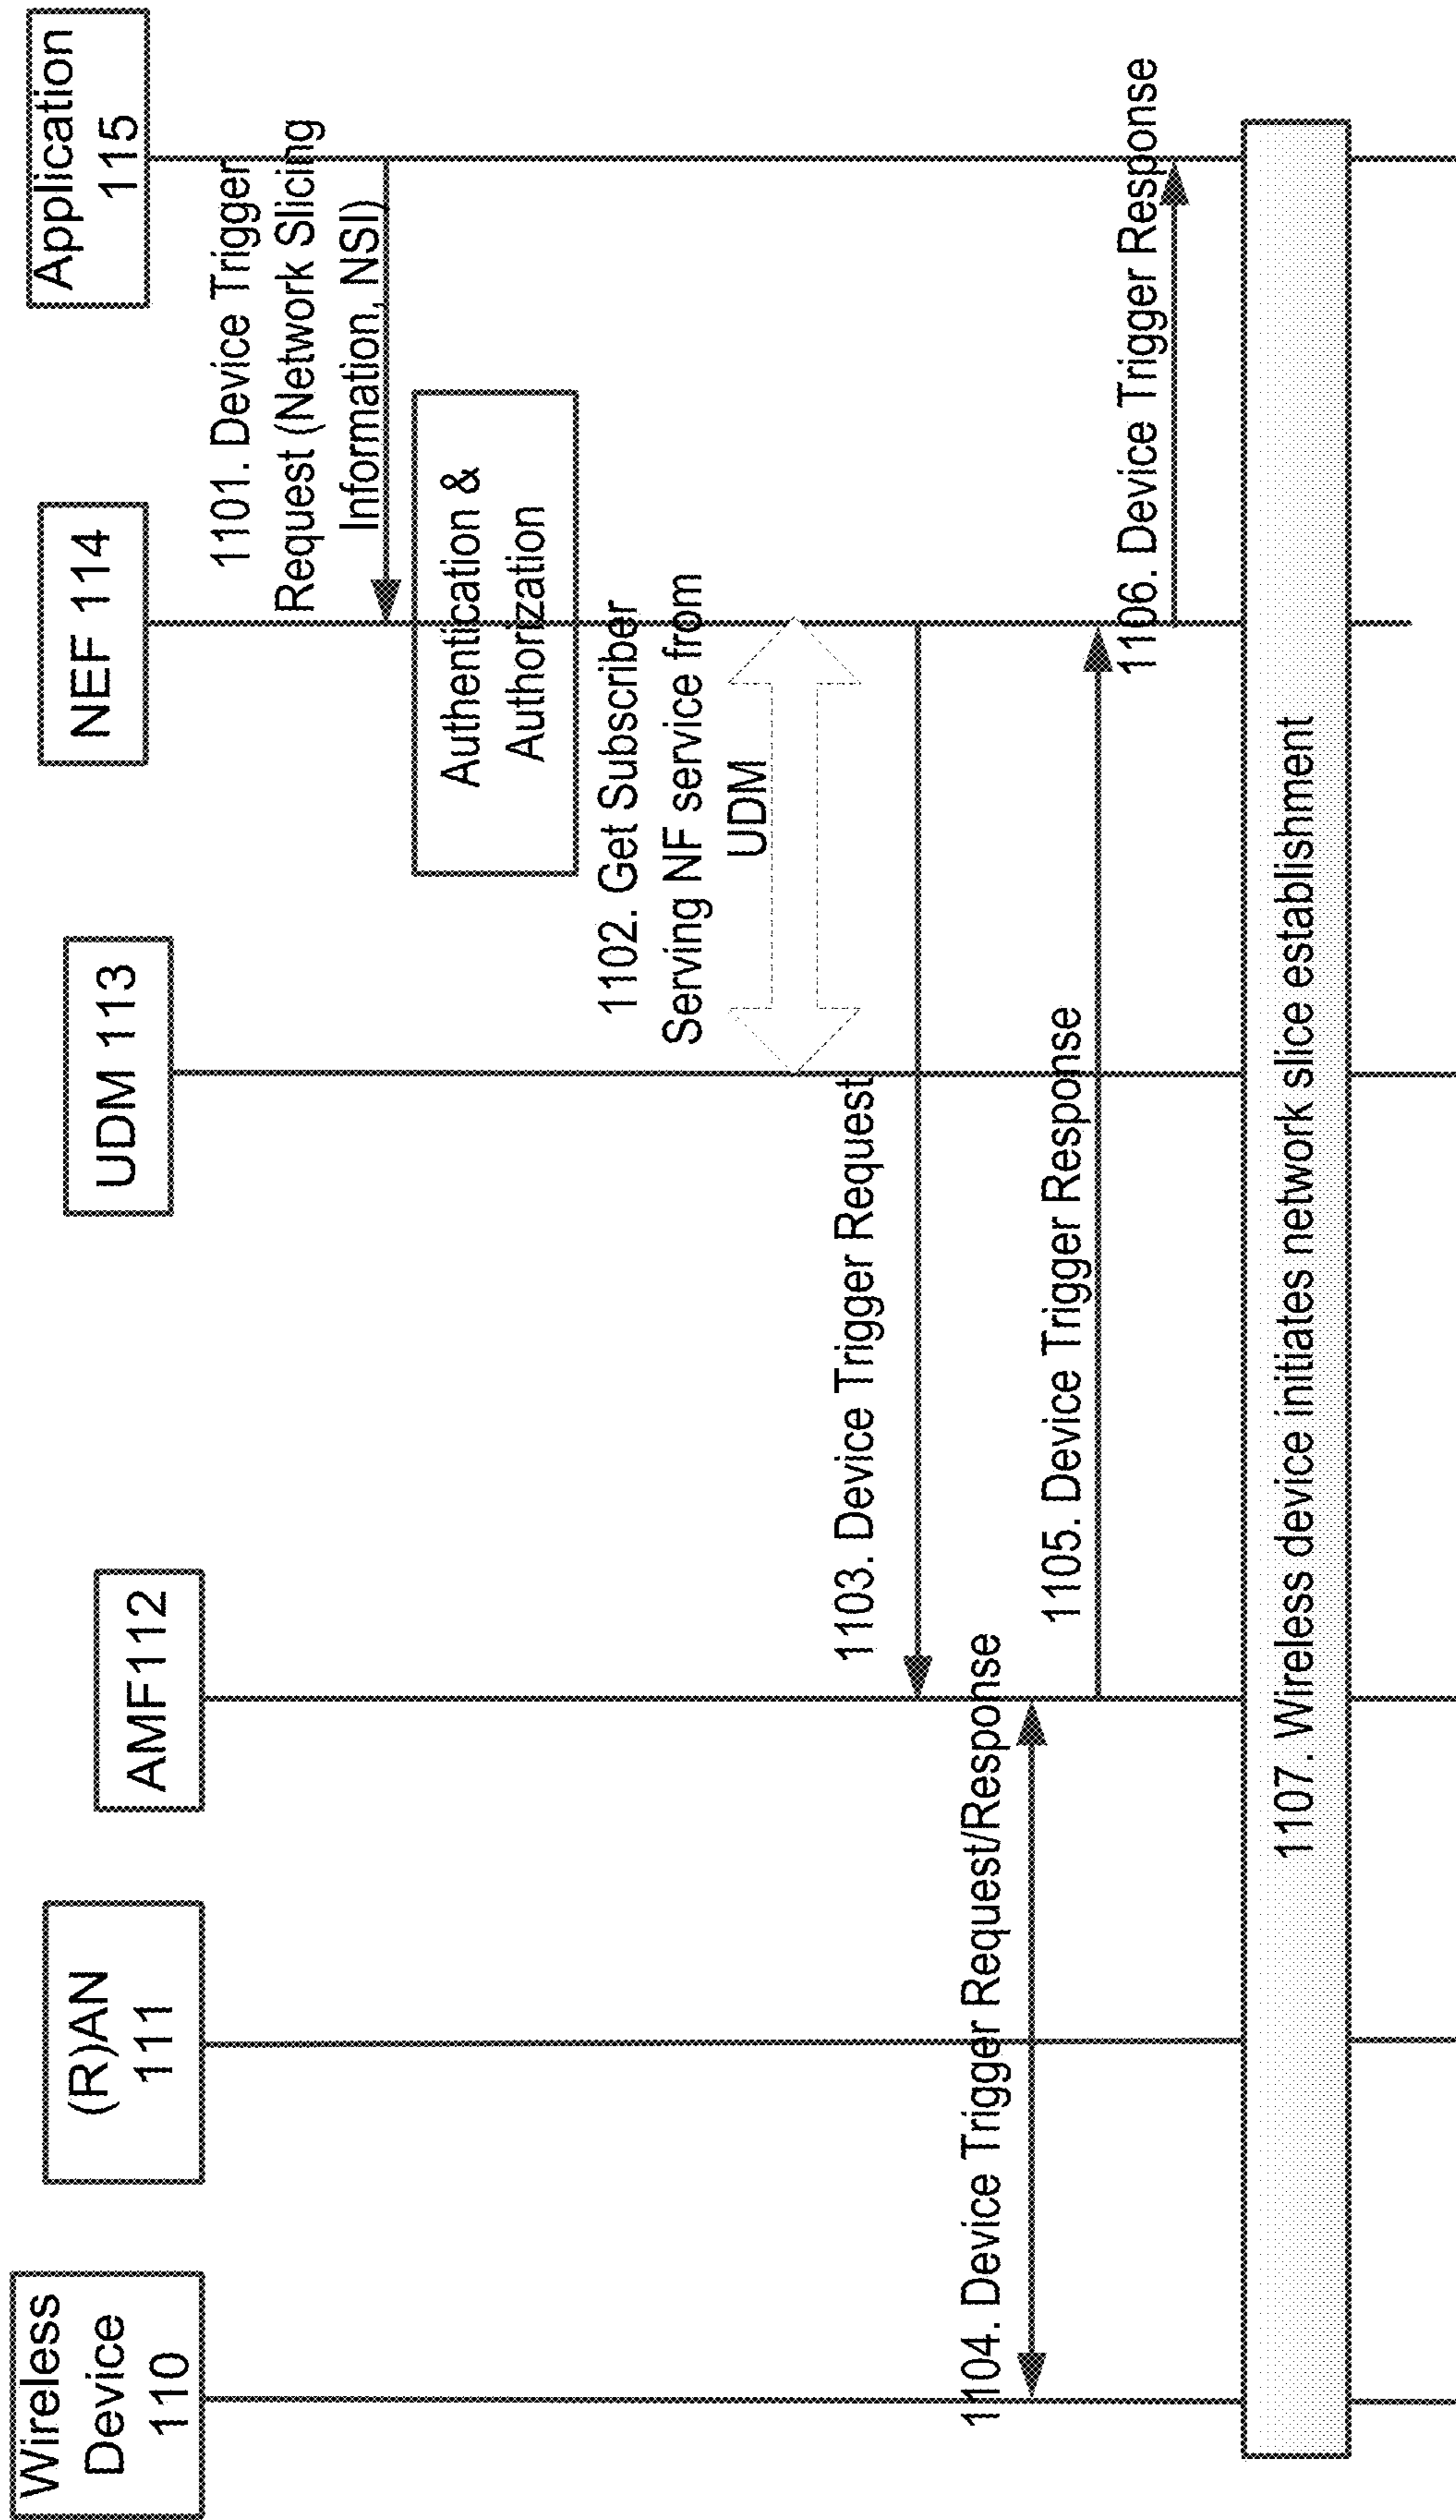 Wireless
Device
110
(R)AN
111
AMF112
UDM 113
NEF 114
Application
115
1101. Device Trigger
Request (Network Slicing
Information, NSI)
Authentication &
Authorization
1102. Get Subscriber
Serving NF service from
UDM
1103. Device Trigger Request
1104. Device Trigger Request/Response
1105. Device Trigger Response
1106. Device Trigger Response
1107. Wireless device initiates network slice establishment